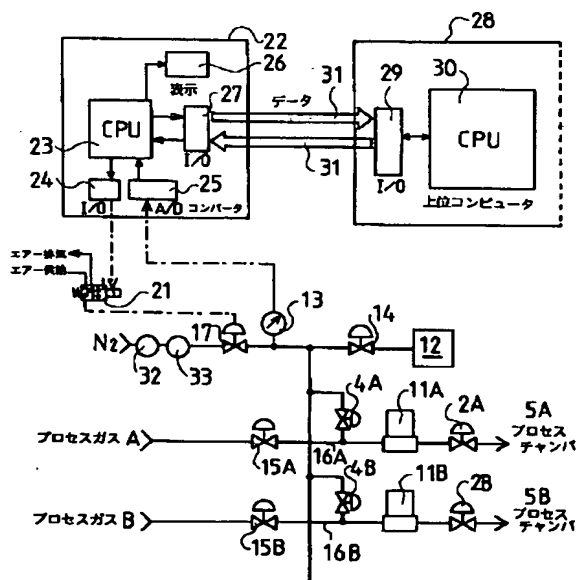 22
28
26
表示
27
データ
31
29
30
CPU
CPU
23
31
24
25
I/O
I/O
I/O
A/D コンバータ
上位コンピュータ
エアー排気
エアー供給
21
13
14
17
N2
32
33
12
4A
11A
2A
5A
プロセスガス A
プロセス
チャンバ
15A
16A
4B
11B
2B
5B
プロセスガス B
プロセス
チャンバ
15B
16B